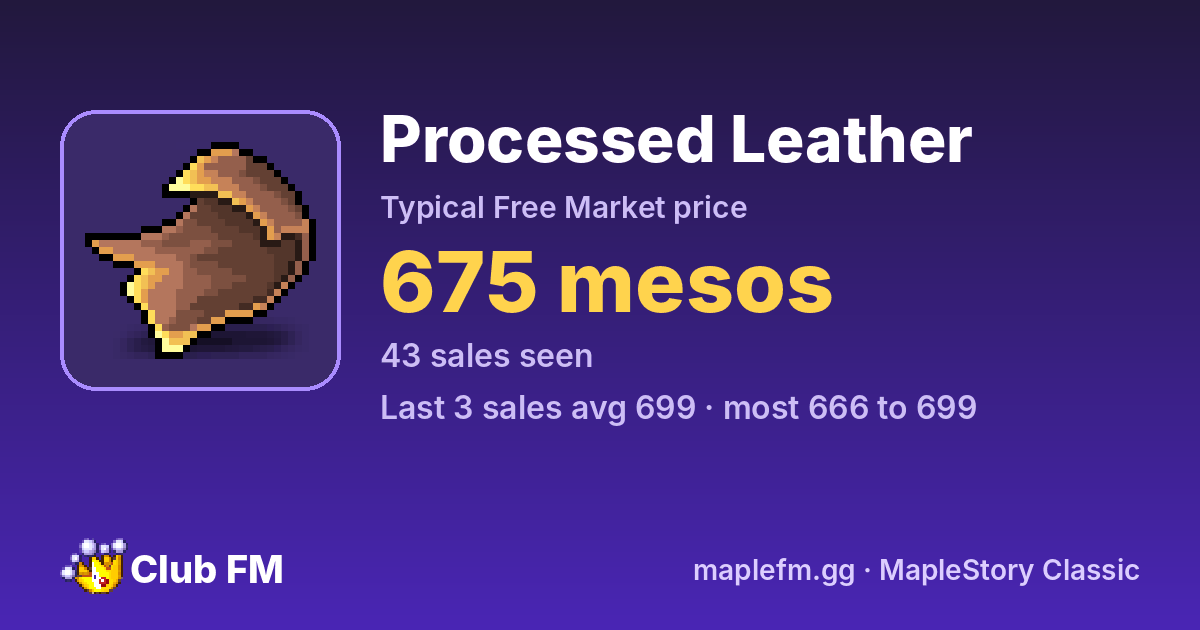 Processed Leather
Typical Free Market price
675 mesos
43 sales seen
Last 3 sales avg 699 · most 666 to 699
Club FM
maplefm.gg · MapleStory Classic